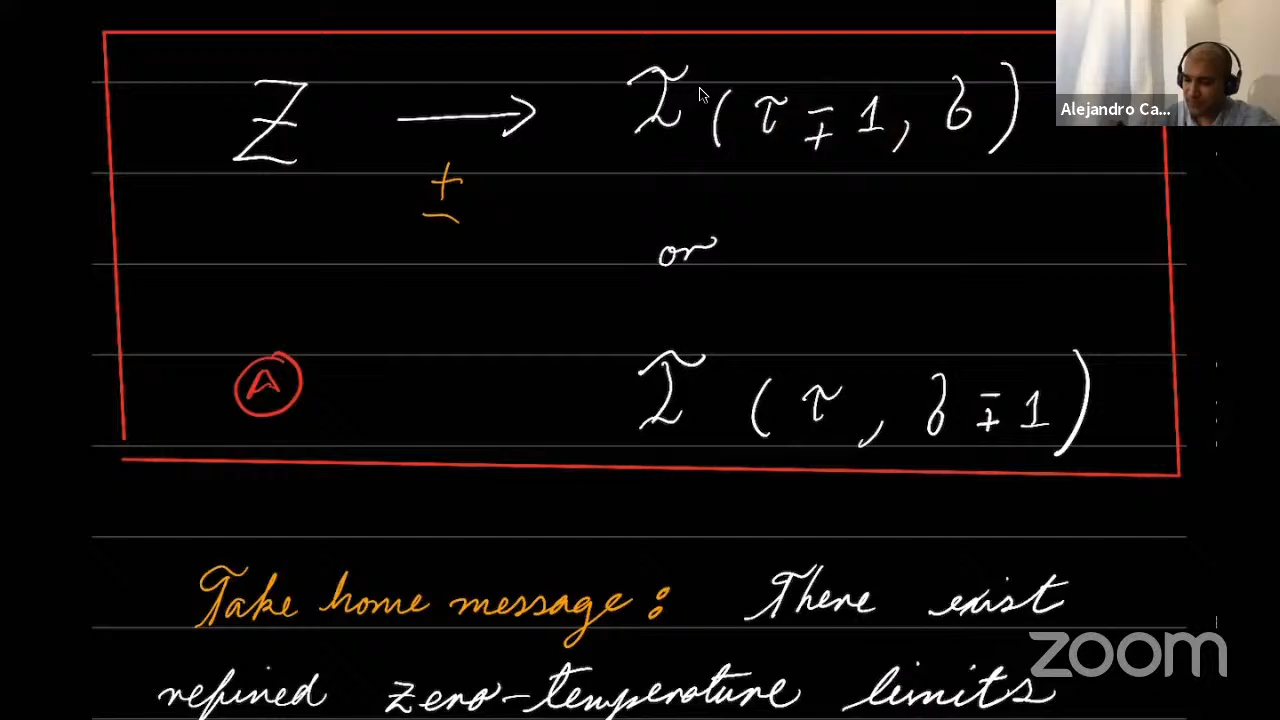 Z → I(τ∓1, б)
±
or
Ⓐ I(τ, б∓1)
Take home message: There exist
refined zero-temperature limits
Alejandro Ca...
zoom